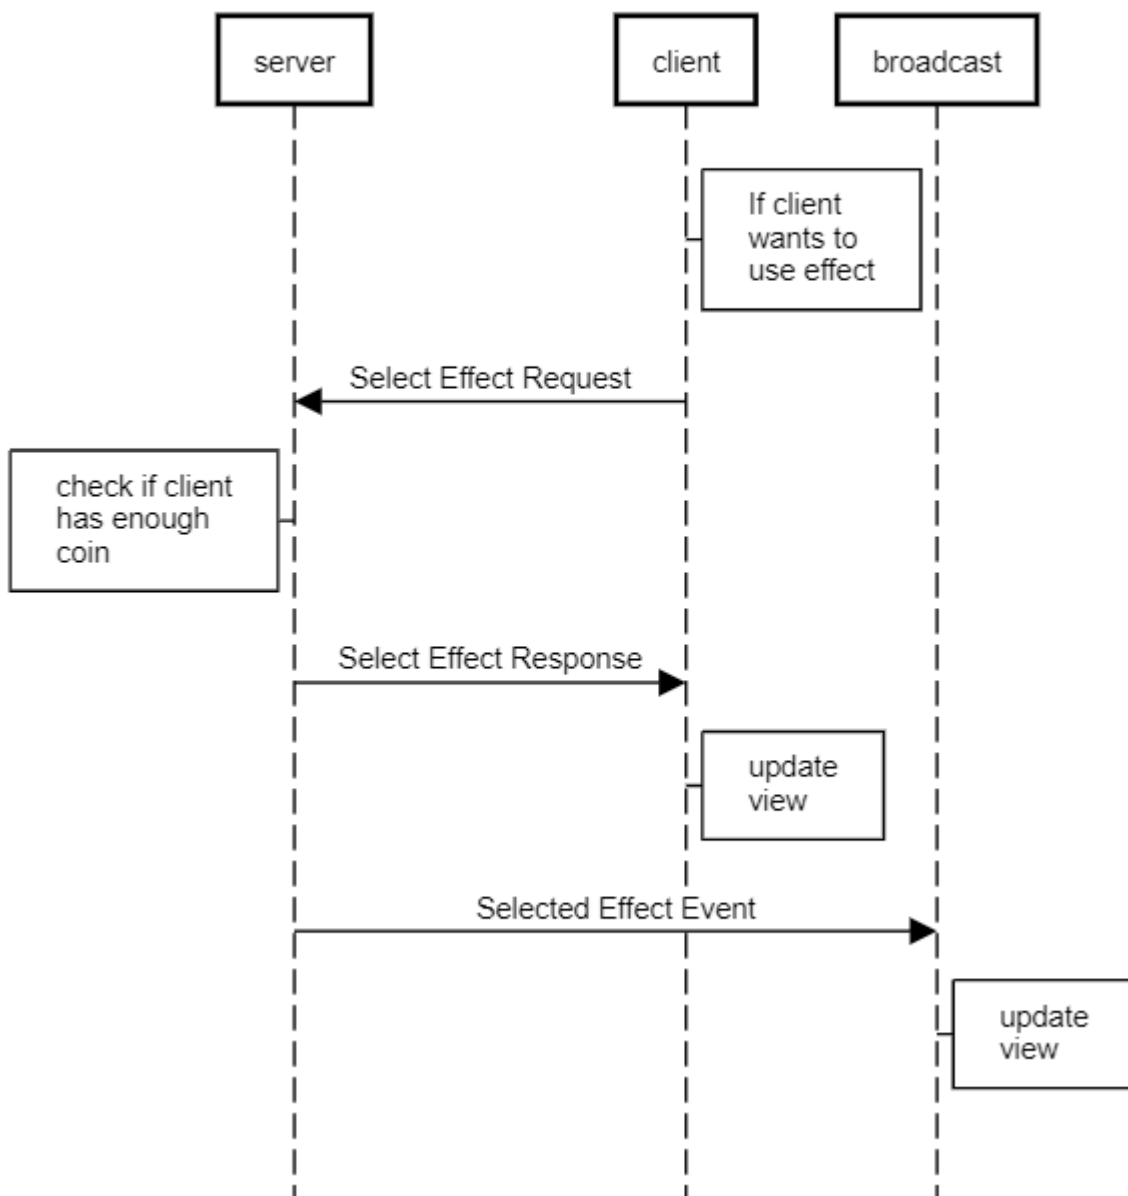 server
client
broadcast
If client
wants to
use effect
Select Effect Request
check if client
has enough
coin
Select Effect Response
update
view
Selected Effect Event
update
view